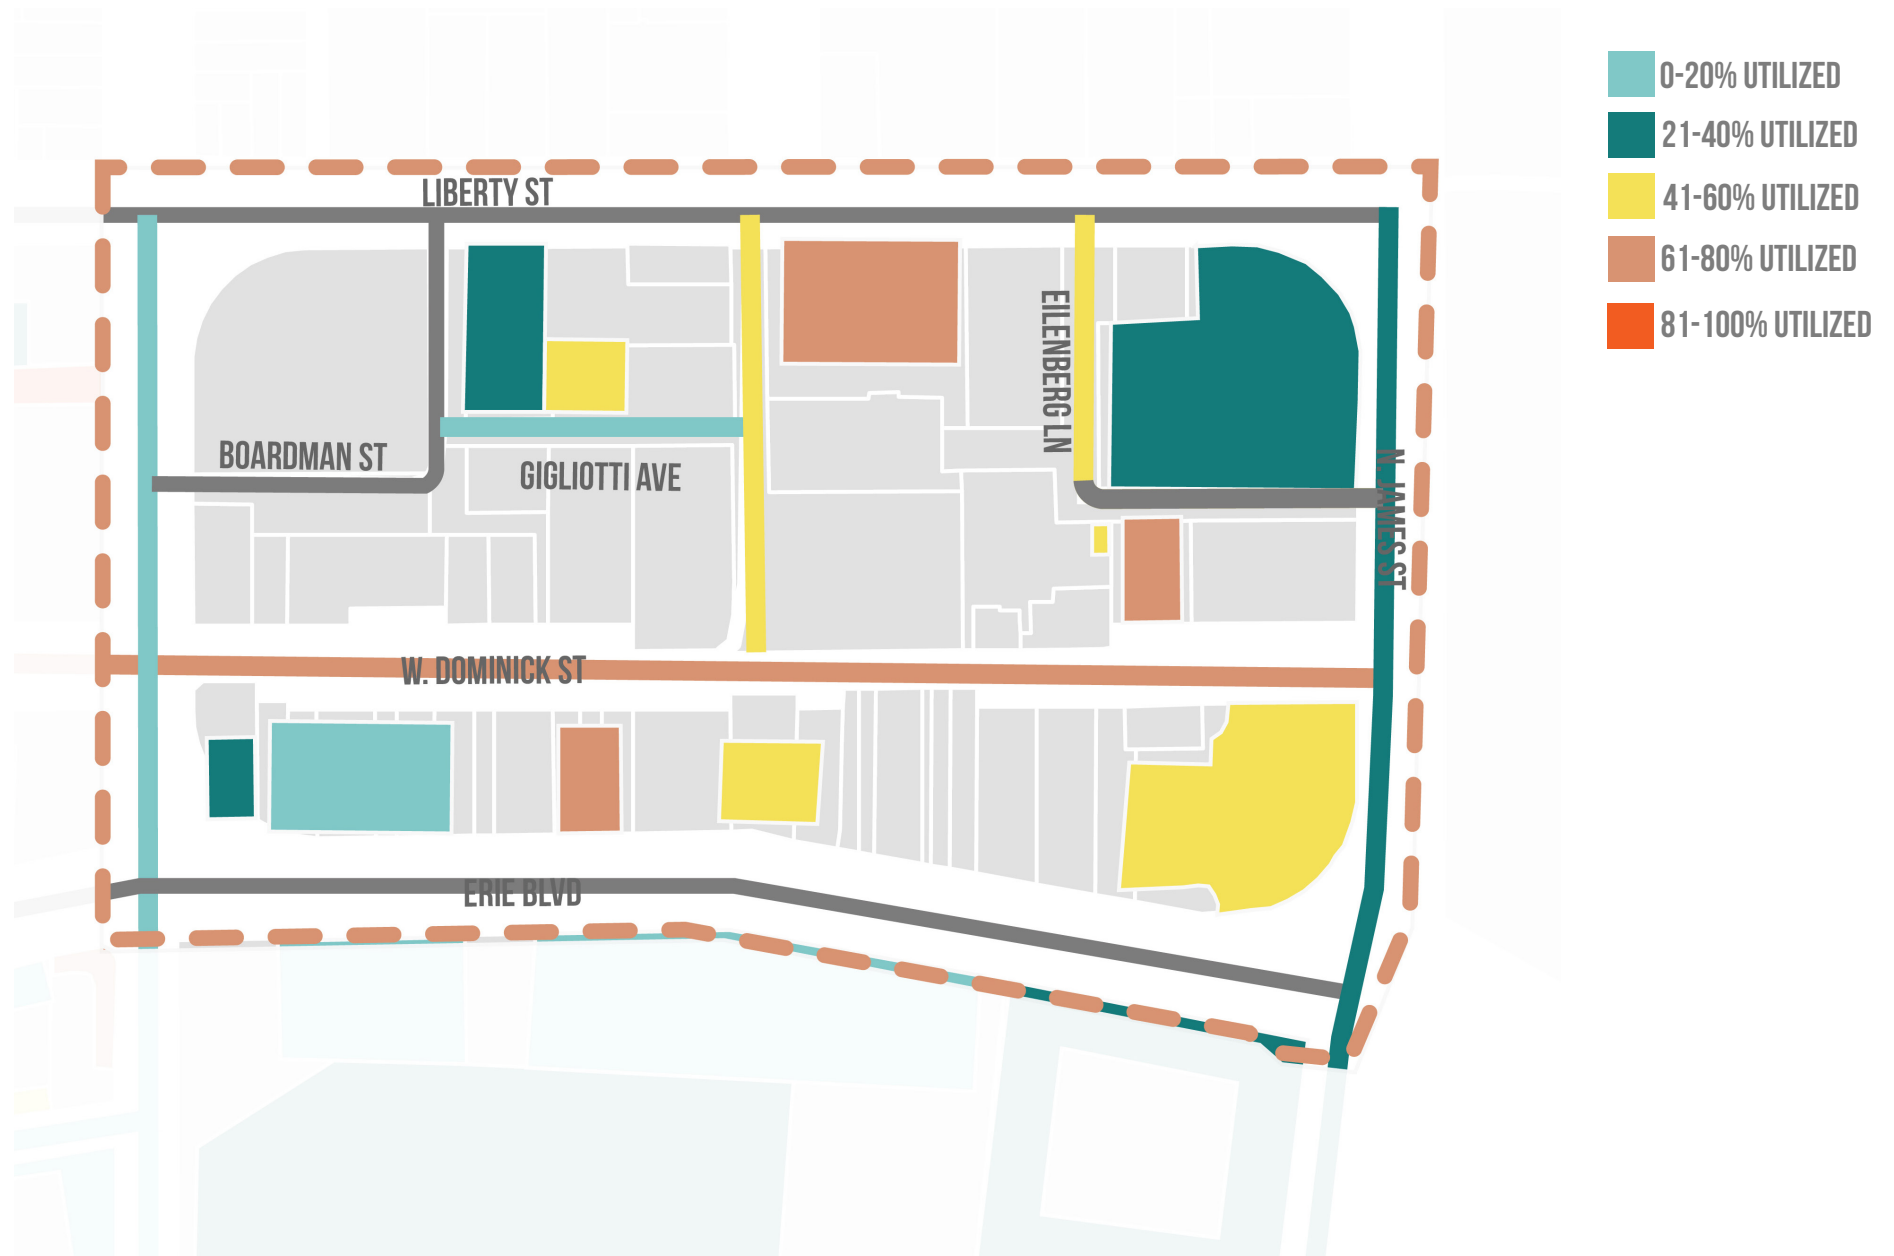 0-20% UTILIZED
21-40% UTILIZED
41-60% UTILIZED
61-80% UTILIZED
81-100% UTILIZED
LIBERTY ST
EILENBERG LN
BOARDMAN ST
GIGLIOTTI AVE
N. JAMES ST
W. DOMINICK ST
ERIE BLVD